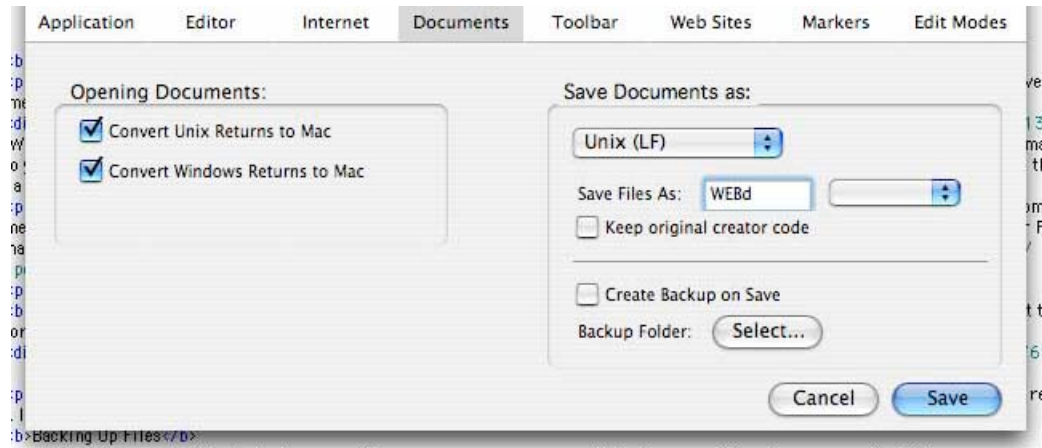 Application Editor Internet Documents Toolbar Web Sites Markers Edit Modes
Opening Documents:
Convert Unix Returns to Mac
Convert Windows Returns to Mac
Save Documents as:
Unix (LF)
Save Files As: WEBd
Keep original creator code
Create Backup on Save
Backup Folder: Select...
Cancel Save
<b>Backing Up Files</b>